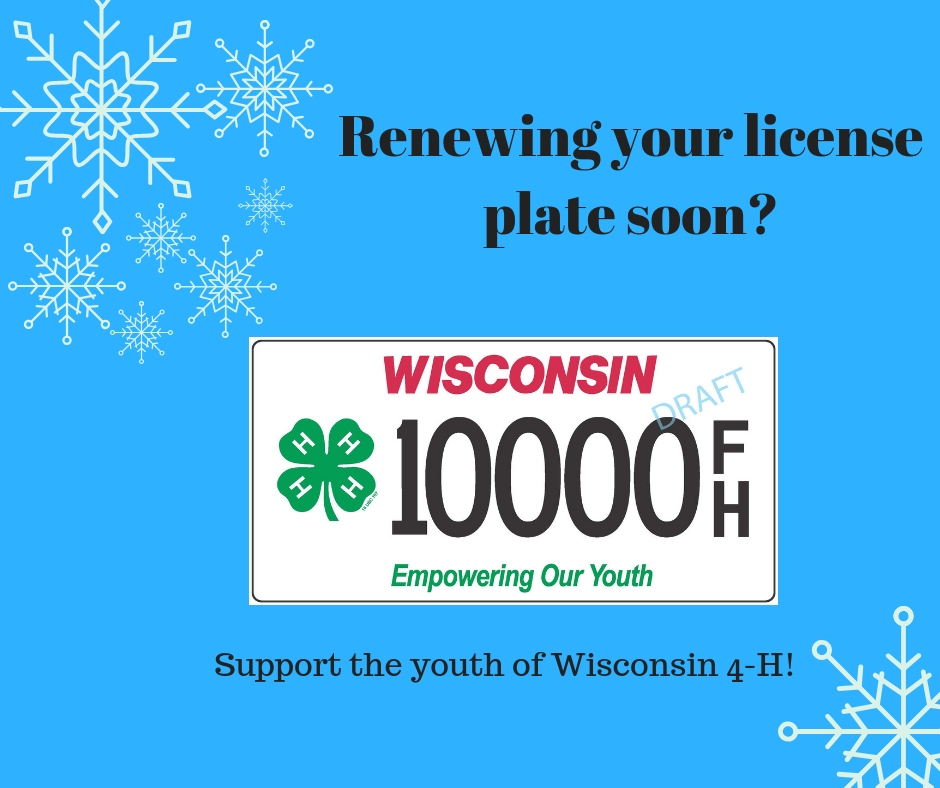 Renewing your license
plate soon?
WISCONSIN
DRAFT
H H
H H
10000
F
H
Empowering Our Youth
Support the youth of Wisconsin 4-H!